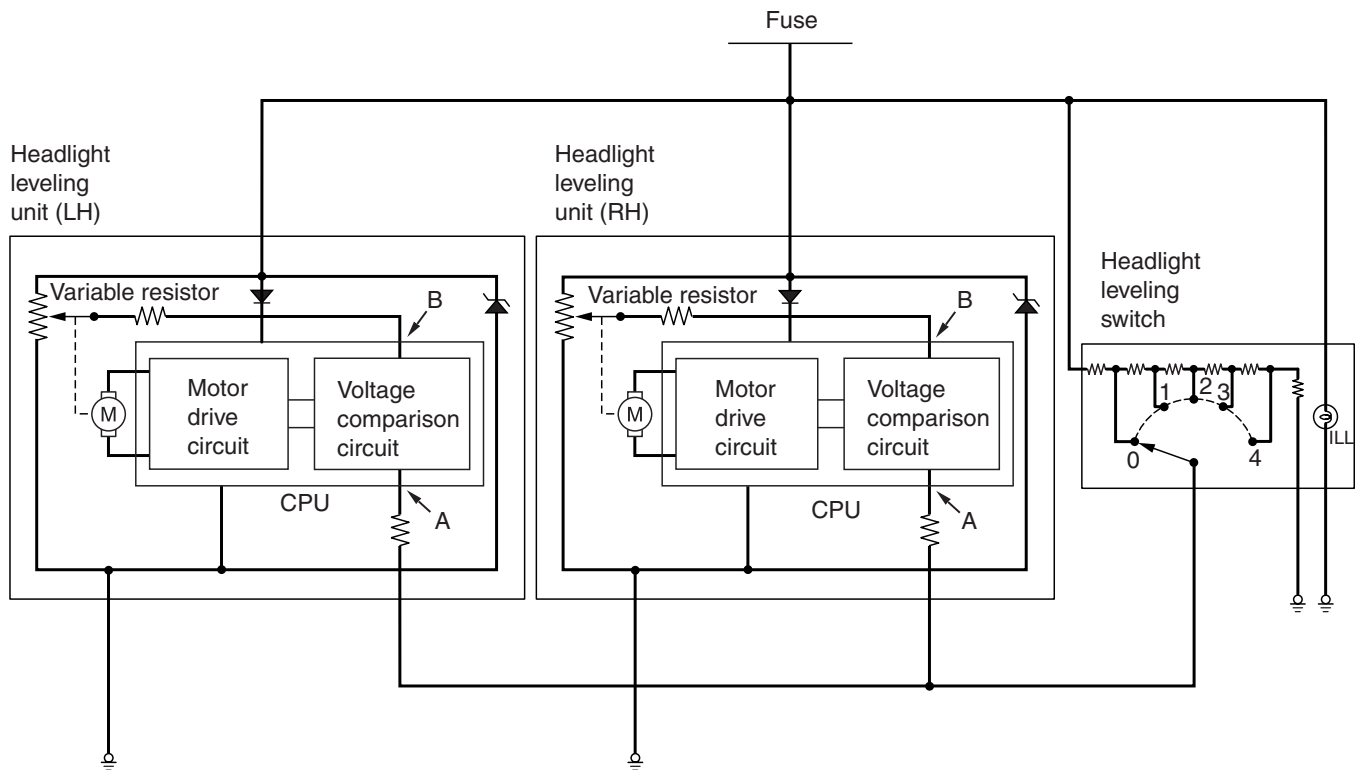 Fuse
Headlight
leveling
unit (LH)
Headlight
leveling
unit (RH)
Headlight
leveling
switch
Variable resistor
B
Motor
drive
circuit
Voltage
comparison
circuit
M
CPU
A
Variable resistor
B
Motor
drive
circuit
Voltage
comparison
circuit
M
CPU
A
1
2
3
0
4
ILL